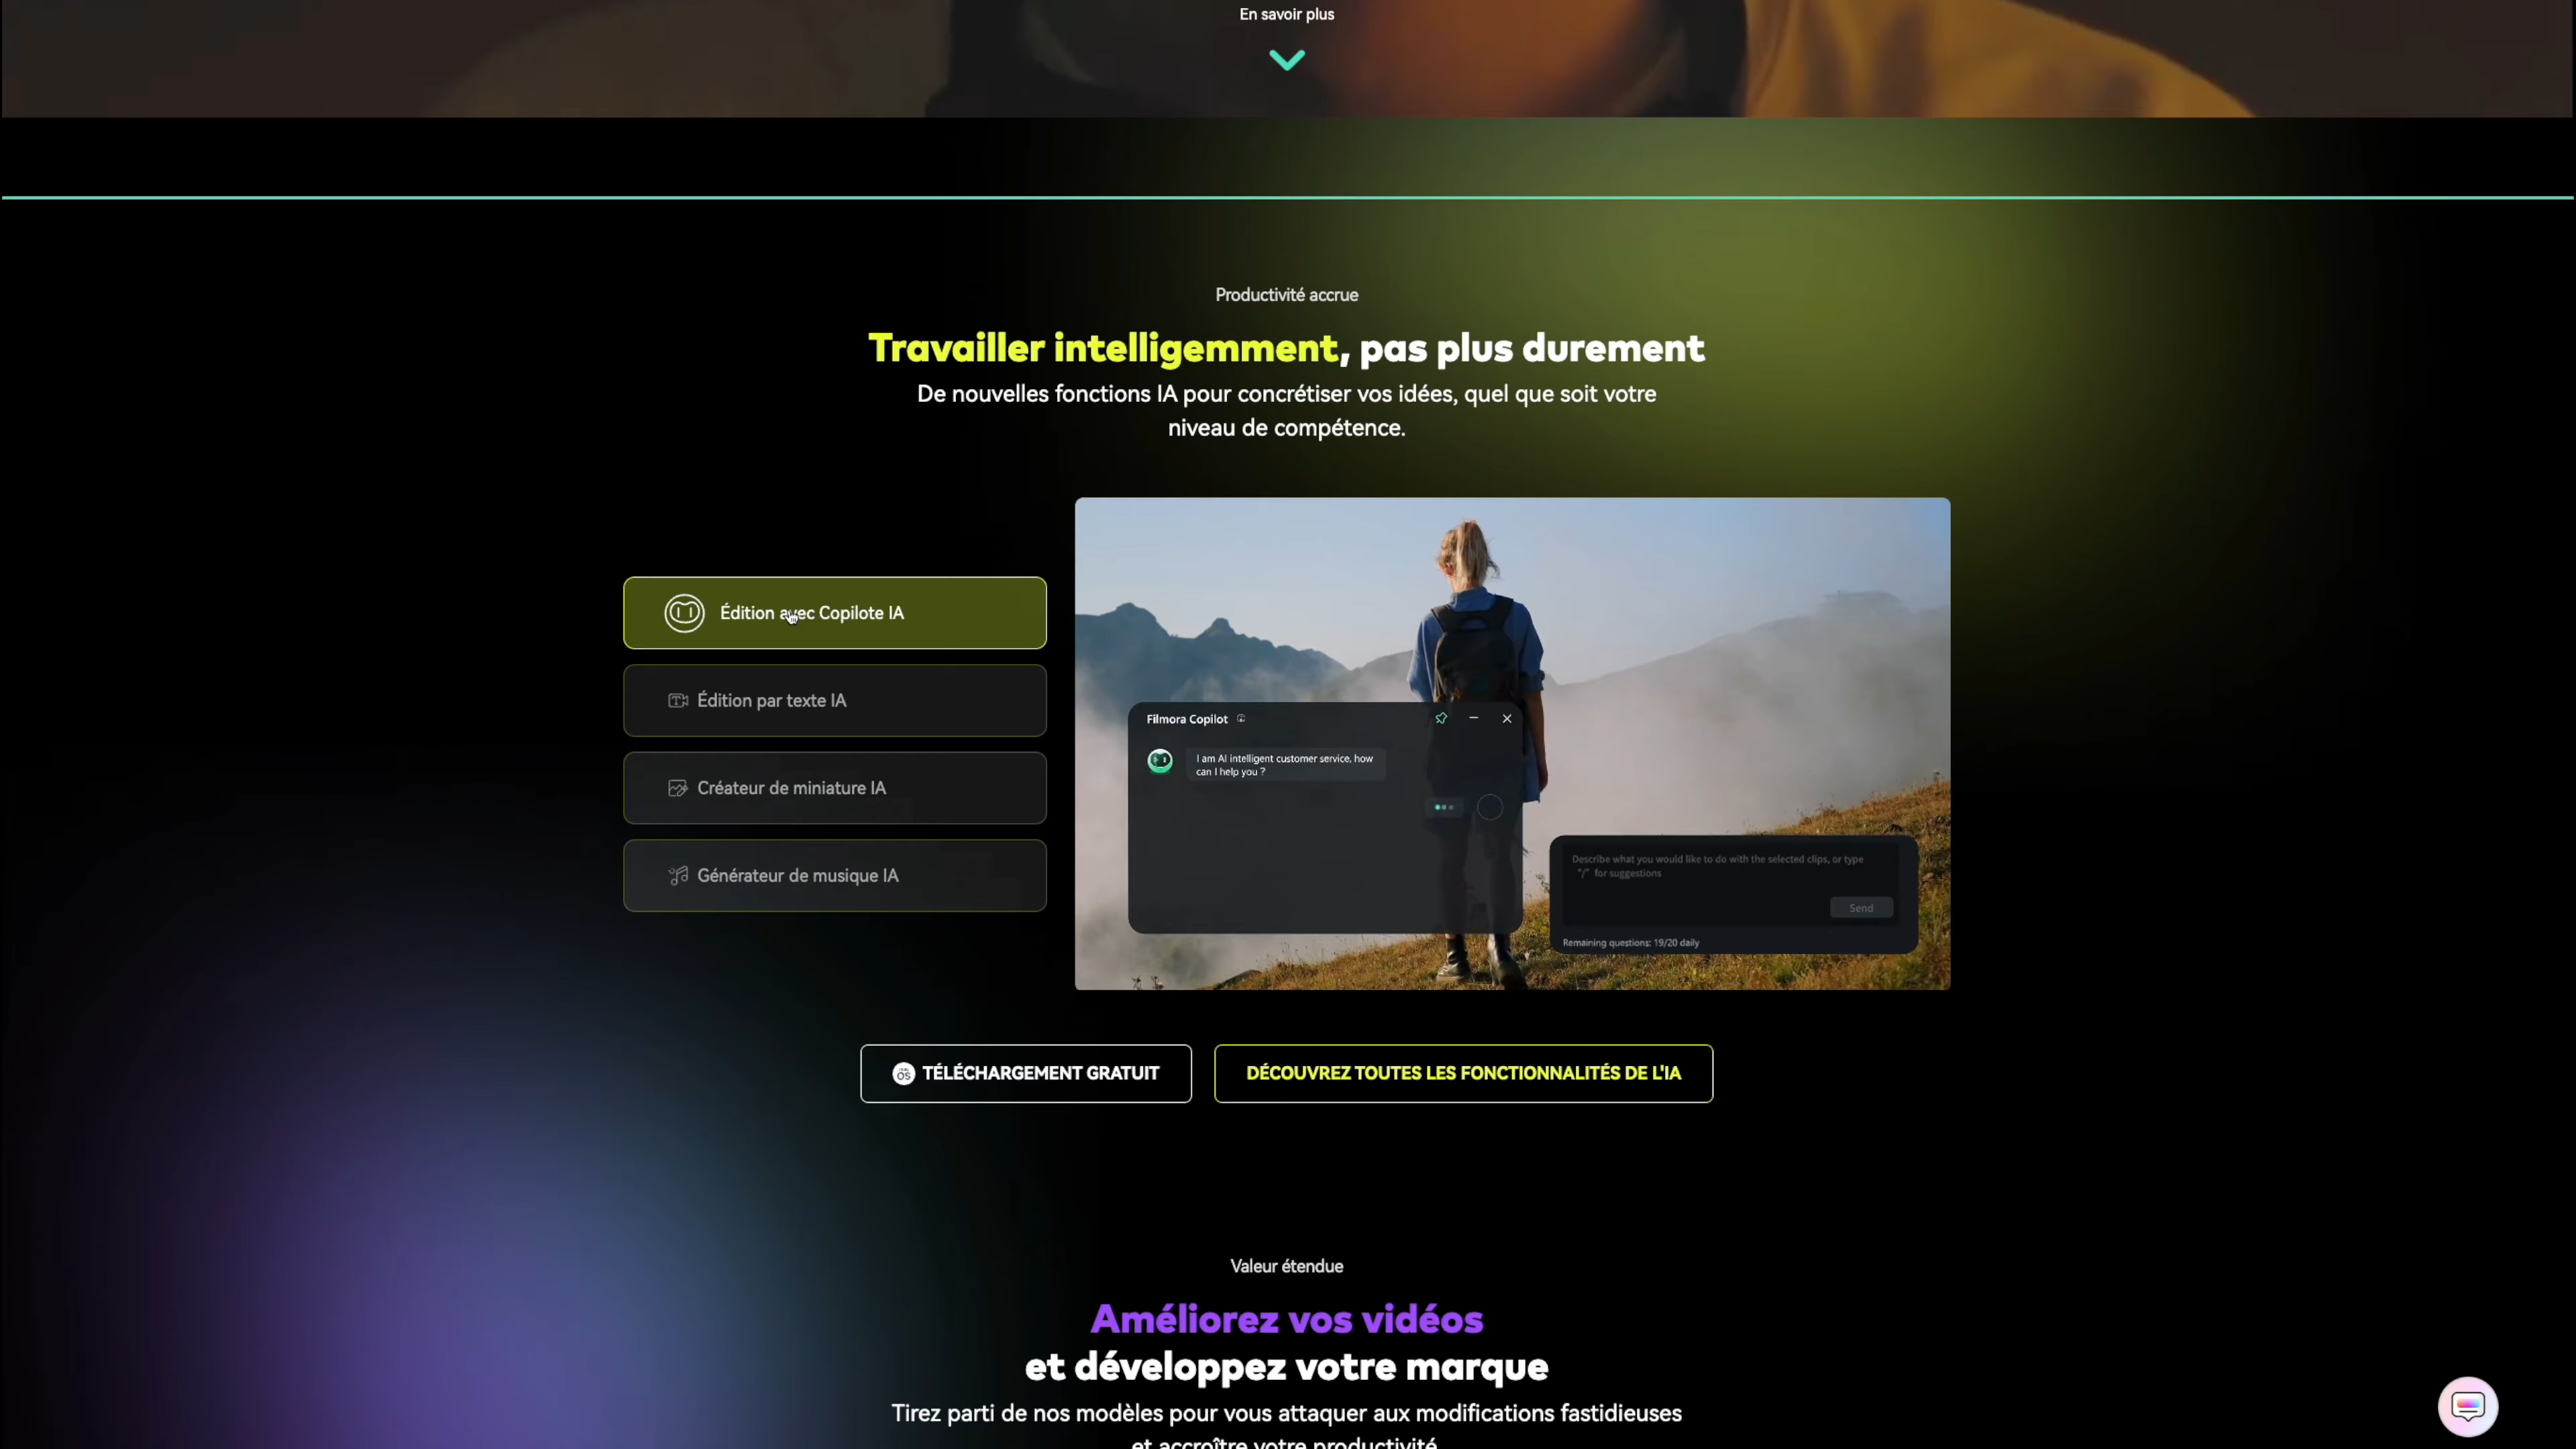 En savoir plus
Productivité accrue
Travailler intelligemment, pas plus durement
De nouvelles fonctions IA pour concrétiser vos idées, quel que soit votre
niveau de compétence.
Édition avec Copilote IA
Édition par texte IA
Créateur de miniature IA
Générateur de musique IA
Filmora Copilot
I am AI intelligent customer service, how
can I help you ?
Describe what you would like to do with the selected clips, or type
"/" for suggestions
Send
Remaining questions: 19/20 daily
TÉLÉCHARGEMENT GRATUIT
DÉCOUVREZ TOUTES LES FONCTIONNALITÉS DE L'IA
Valeur étendue
Améliorez vos vidéos
et développez votre marque
Tirez parti de nos modèles pour vous attaquer aux modifications fastidieuses
et accroître votre productivité